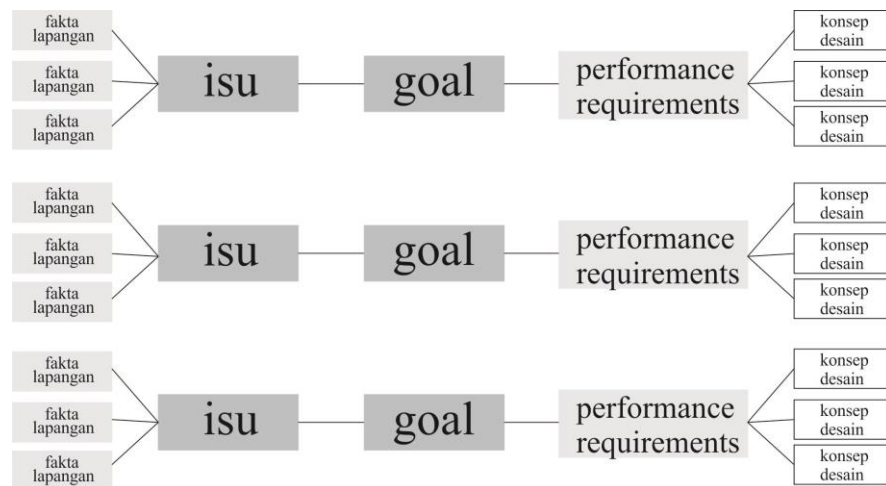 fakta
lapangan
fakta
lapangan
fakta
lapangan
isu
goal
performance
requirements
konsep
desain
konsep
desain
konsep
desain
fakta
lapangan
fakta
lapangan
fakta
lapangan
isu
goal
performance
requirements
konsep
desain
konsep
desain
konsep
desain
fakta
lapangan
fakta
lapangan
fakta
lapangan
isu
goal
performance
requirements
konsep
desain
konsep
desain
konsep
desain